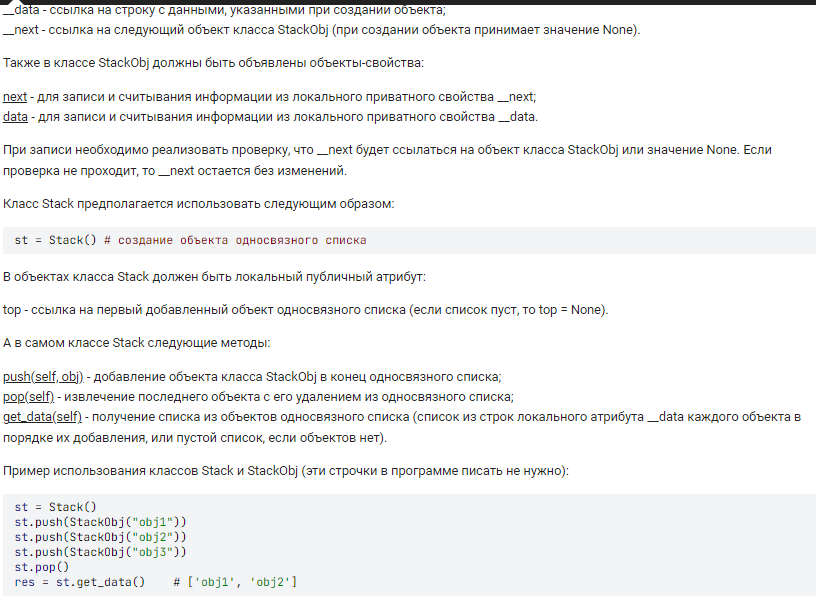 __data - ссылка на строку с данными, указанными при создании объекта;
__next - ссылка на следующий объект класса StackObj (при создании объекта принимает значение None).
Также в классе StackObj должны быть объявлены объекты-свойства:
next - для записи и считывания информации из локального приватного свойства __next;
data - для записи и считывания информации из локального приватного свойства __data.
При записи необходимо реализовать проверку, что __next будет ссылаться на объект класса StackObj или значение None. Если
проверка не проходит, то __next остается без изменений.
Класс Stack предполагается использовать следующим образом:
st = Stack() # создание объекта односвязного списка
В объектах класса Stack должен быть локальный публичный атрибут:
top - ссылка на первый добавленный объект односвязного списка (если список пуст, то top = None).
А в самом классе Stack следующие методы:
push(self, obj) - добавление объекта класса StackObj в конец односвязного списка;
pop(self) - извлечение последнего объекта с его удалением из односвязного списка;
get_data(self) - получение списка из объектов односвязного списка (список из строк локального атрибута __data каждого объекта в
порядке их добавления, или пустой список, если объектов нет).
Пример использования классов Stack и StackObj (эти строчки в программе писать не нужно):
st = Stack()
st.push(StackObj("obj1"))
st.push(StackObj("obj2"))
st.push(StackObj("obj3"))
st.pop()
res = st.get_data()    # ['obj1', 'obj2']